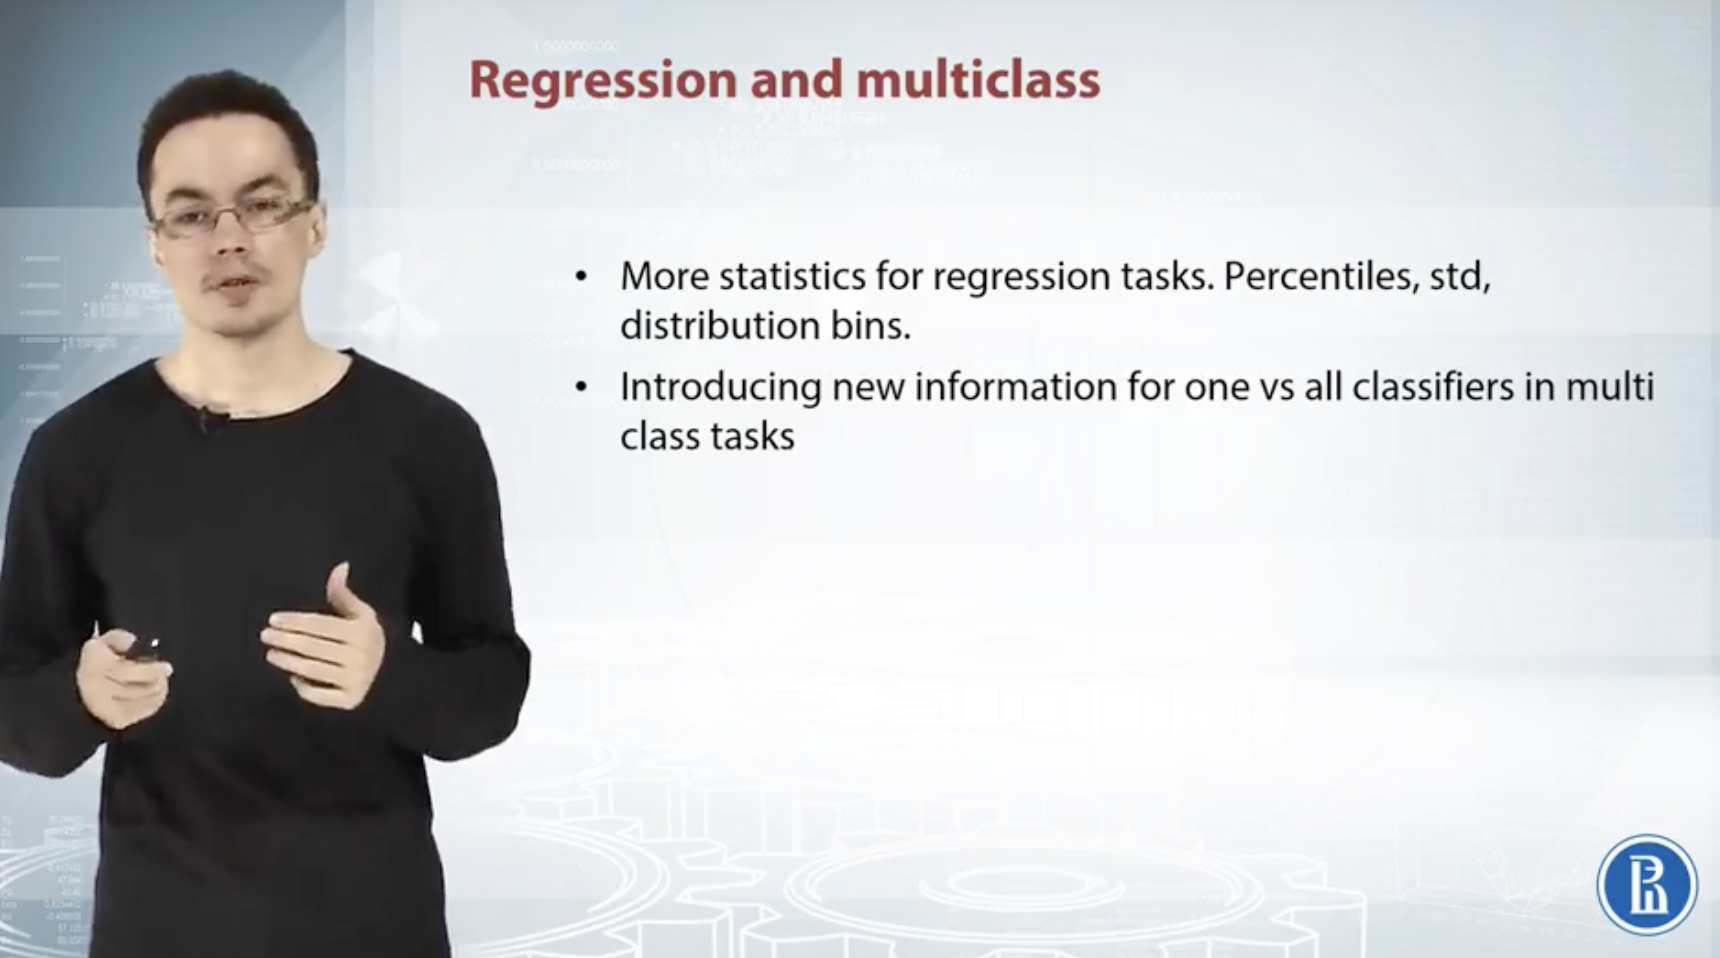 Regression and multiclass
• More statistics for regression tasks. Percentiles, std,
distribution bins.
• Introducing new information for one vs all classifiers in multi
class tasks